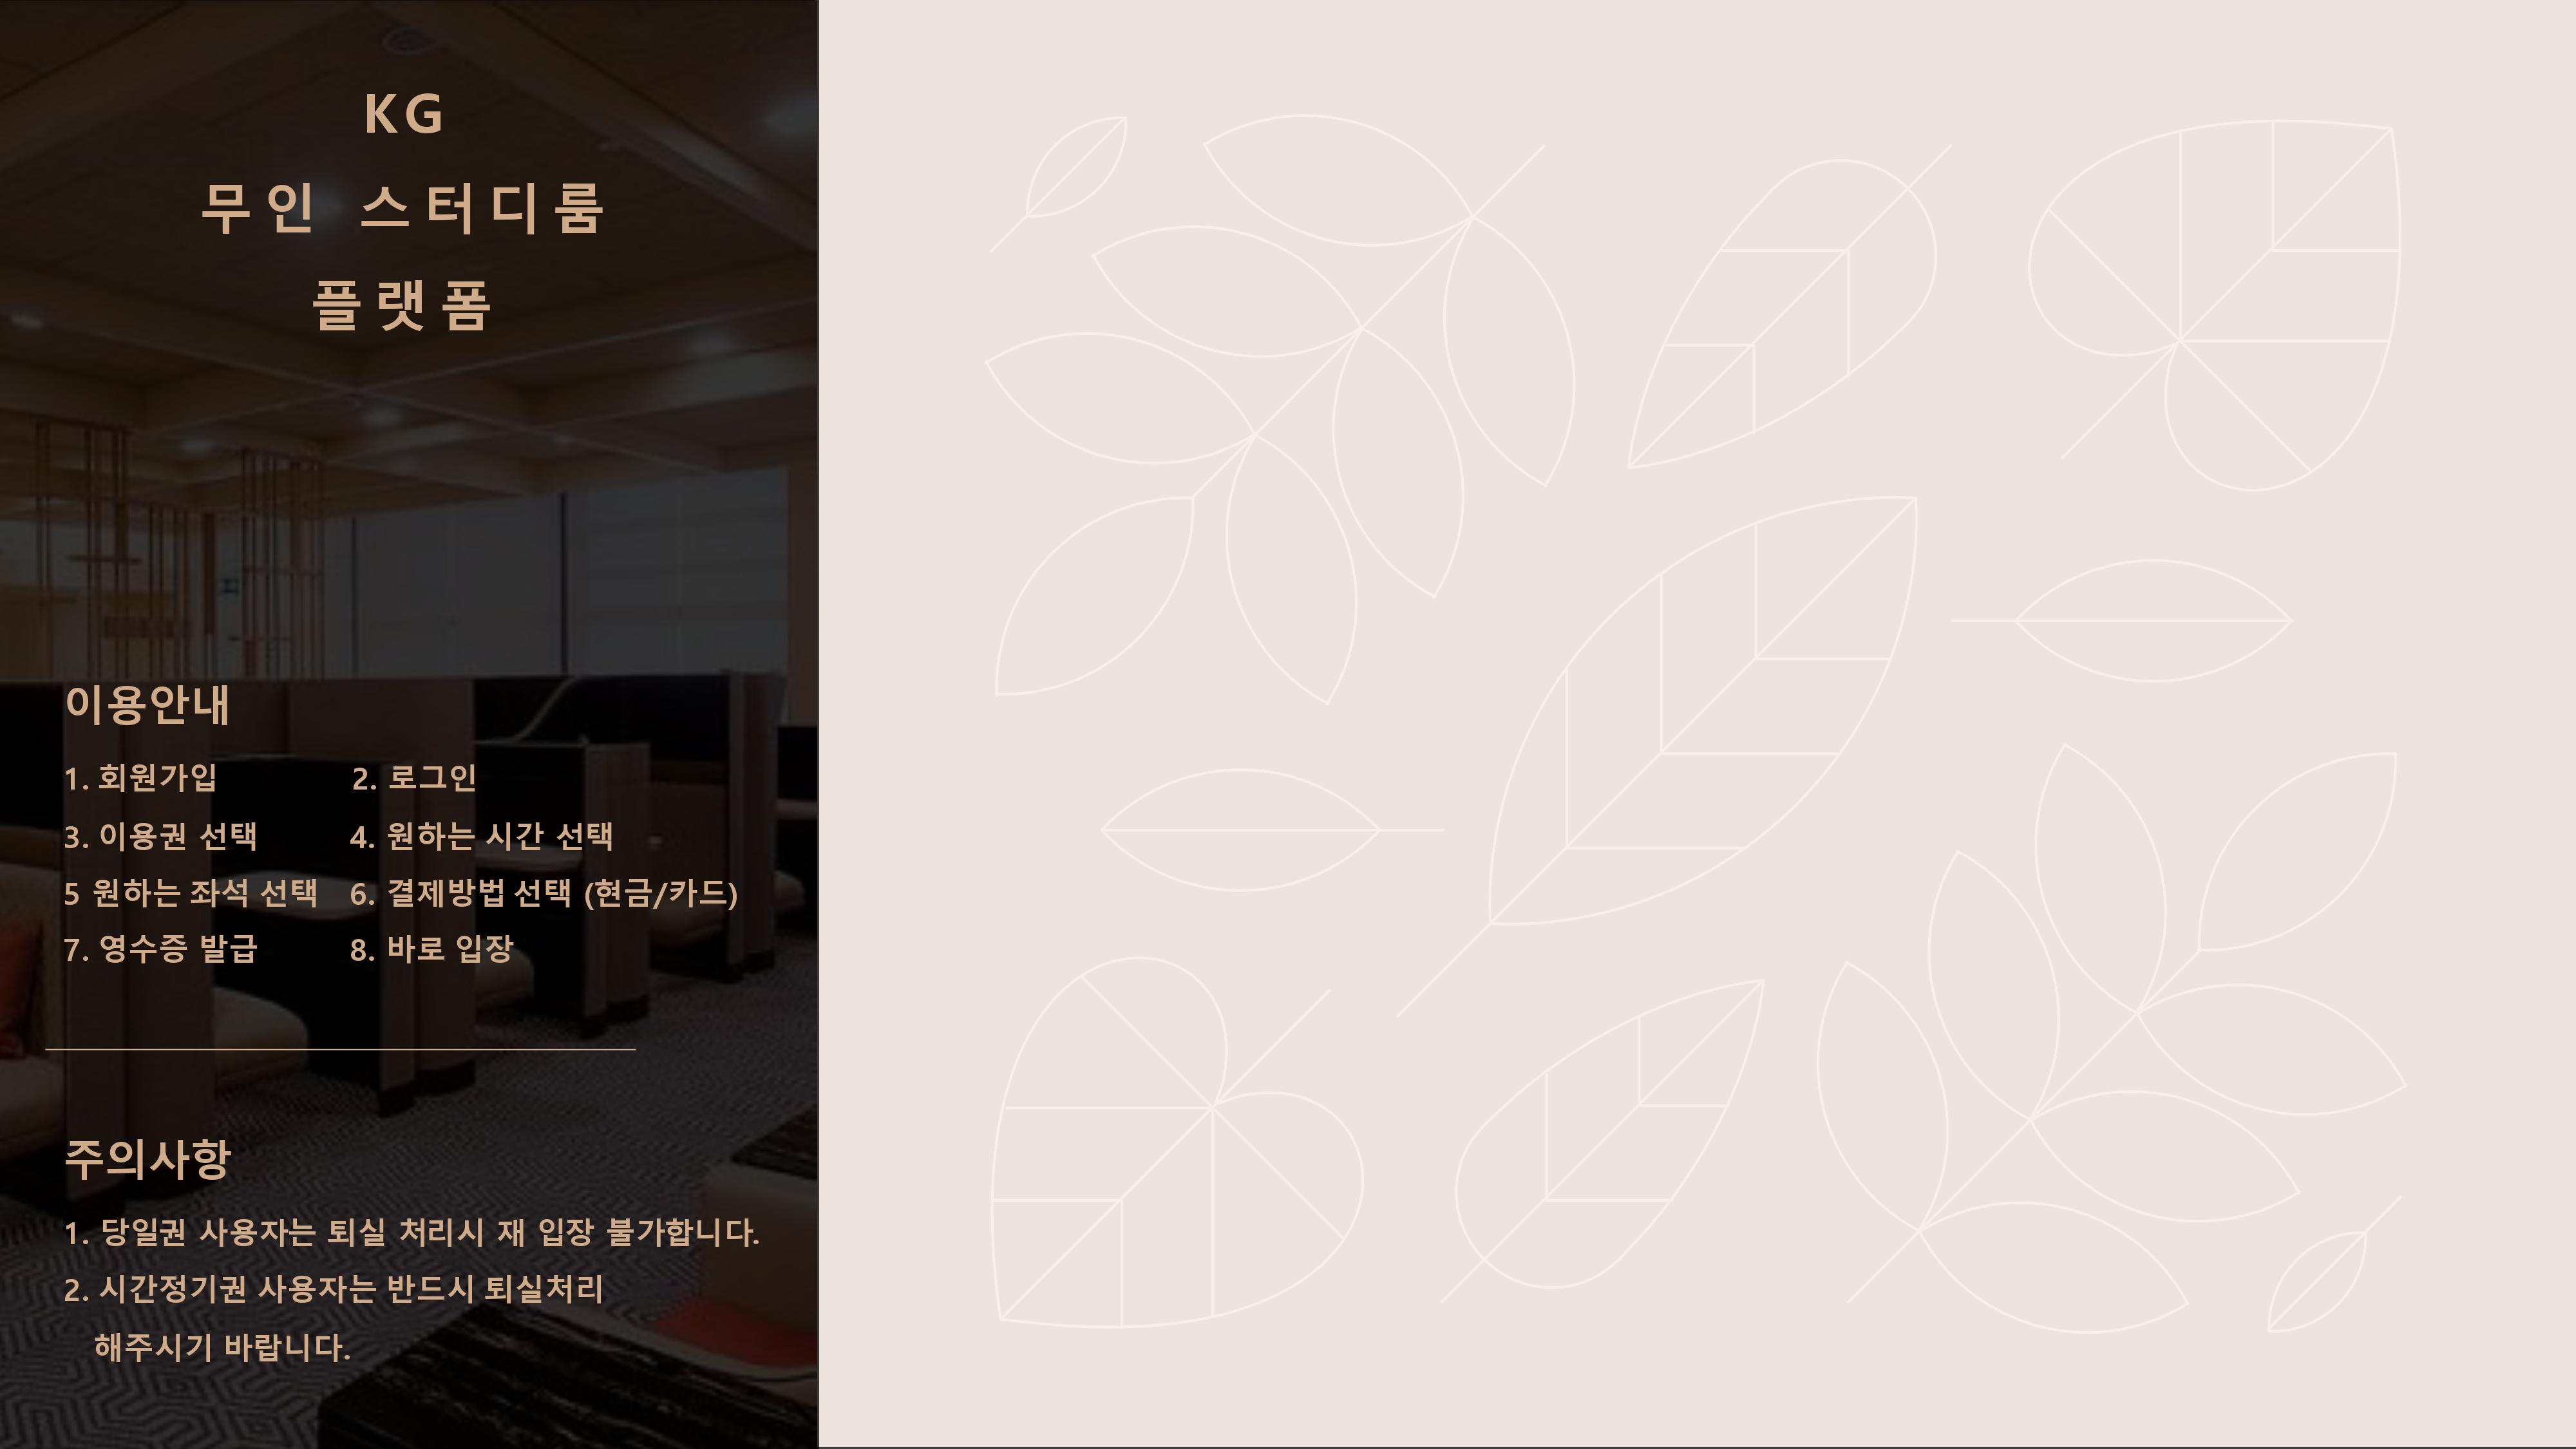 KG
무인 스터디룸
플랫폼
이용안내
1. 회원가입 2. 로그인
3. 이용권 선택 4. 원하는 시간 선택
5 원하는 좌석 선택 6. 결제방법 선택 (현금/카드)
7. 영수증 발급 8. 바로 입장
주의사항
1. 당일권 사용자는 퇴실 처리시 재 입장 불가합니다.
2. 시간정기권 사용자는 반드시 퇴실처리
해주시기 바랍니다.